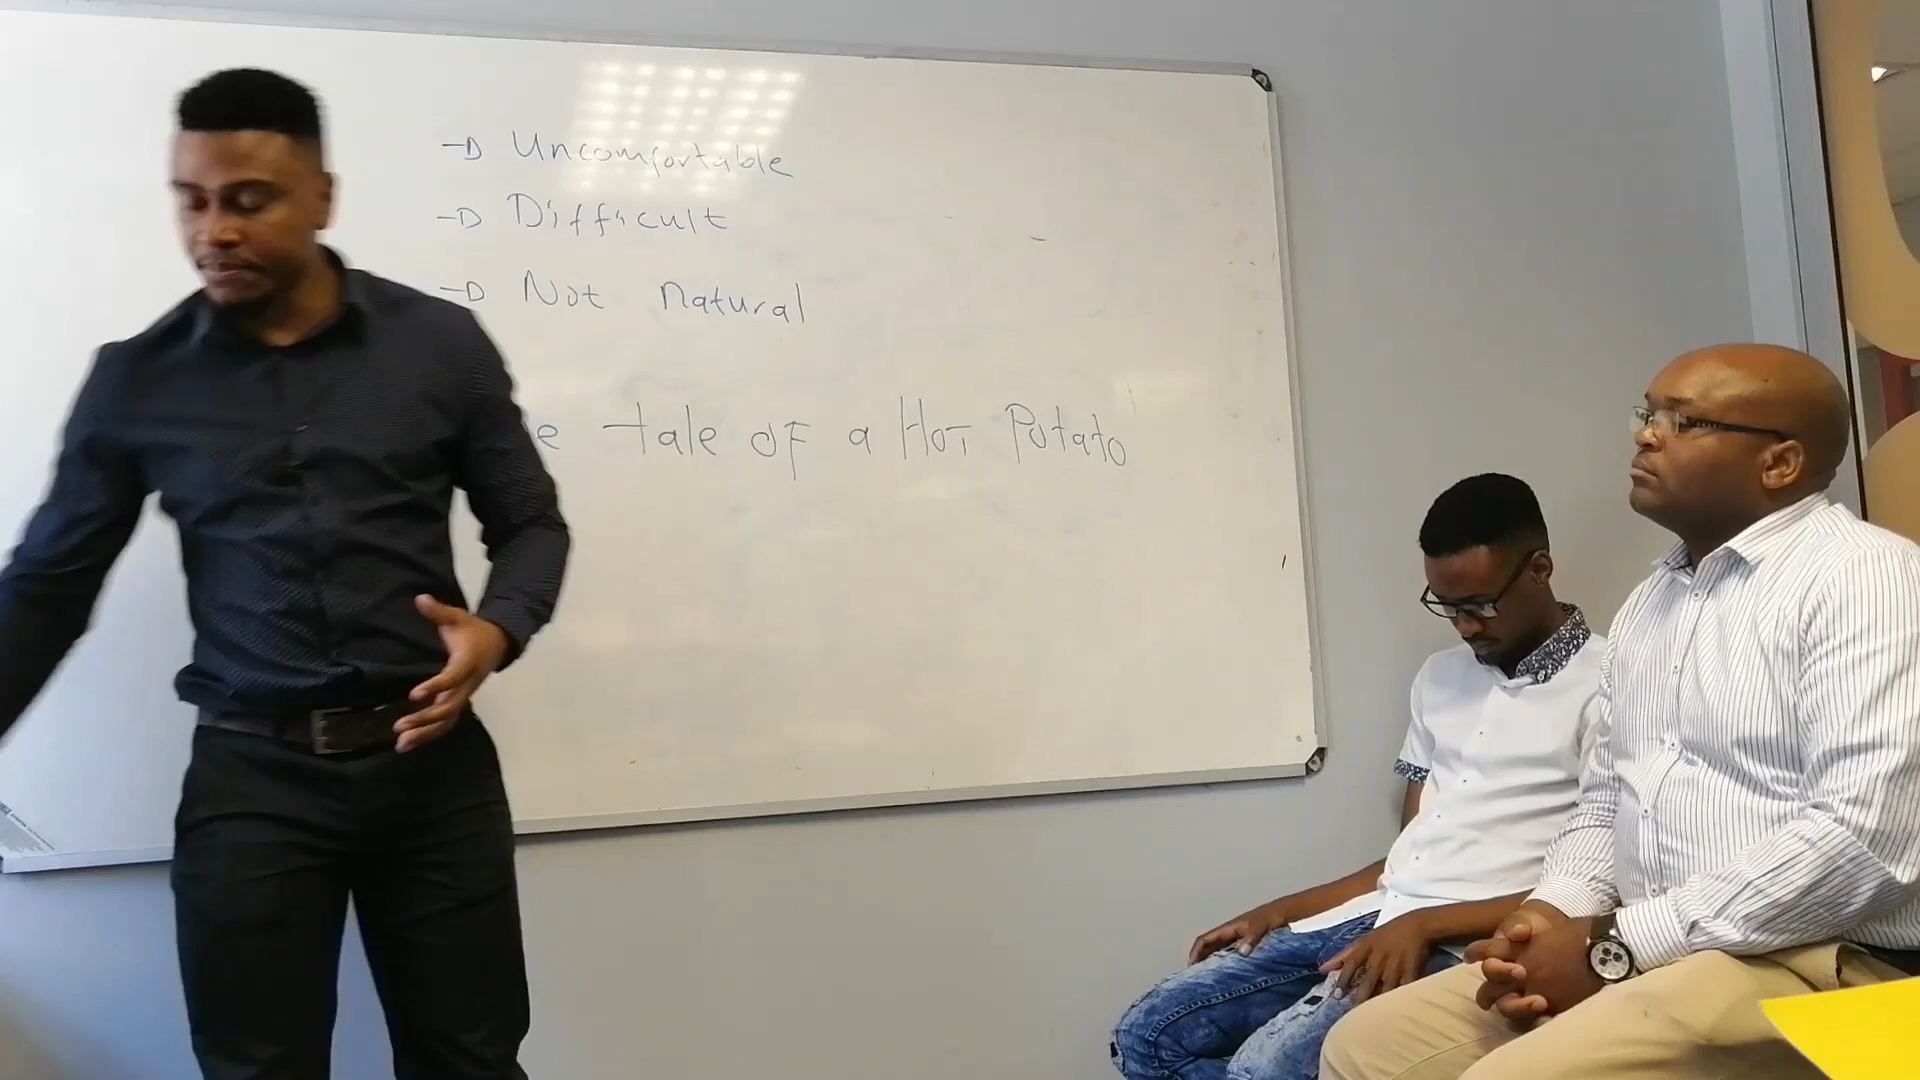 Uncomfortable
Difficult
Not natural
e tale of a Hot Potato